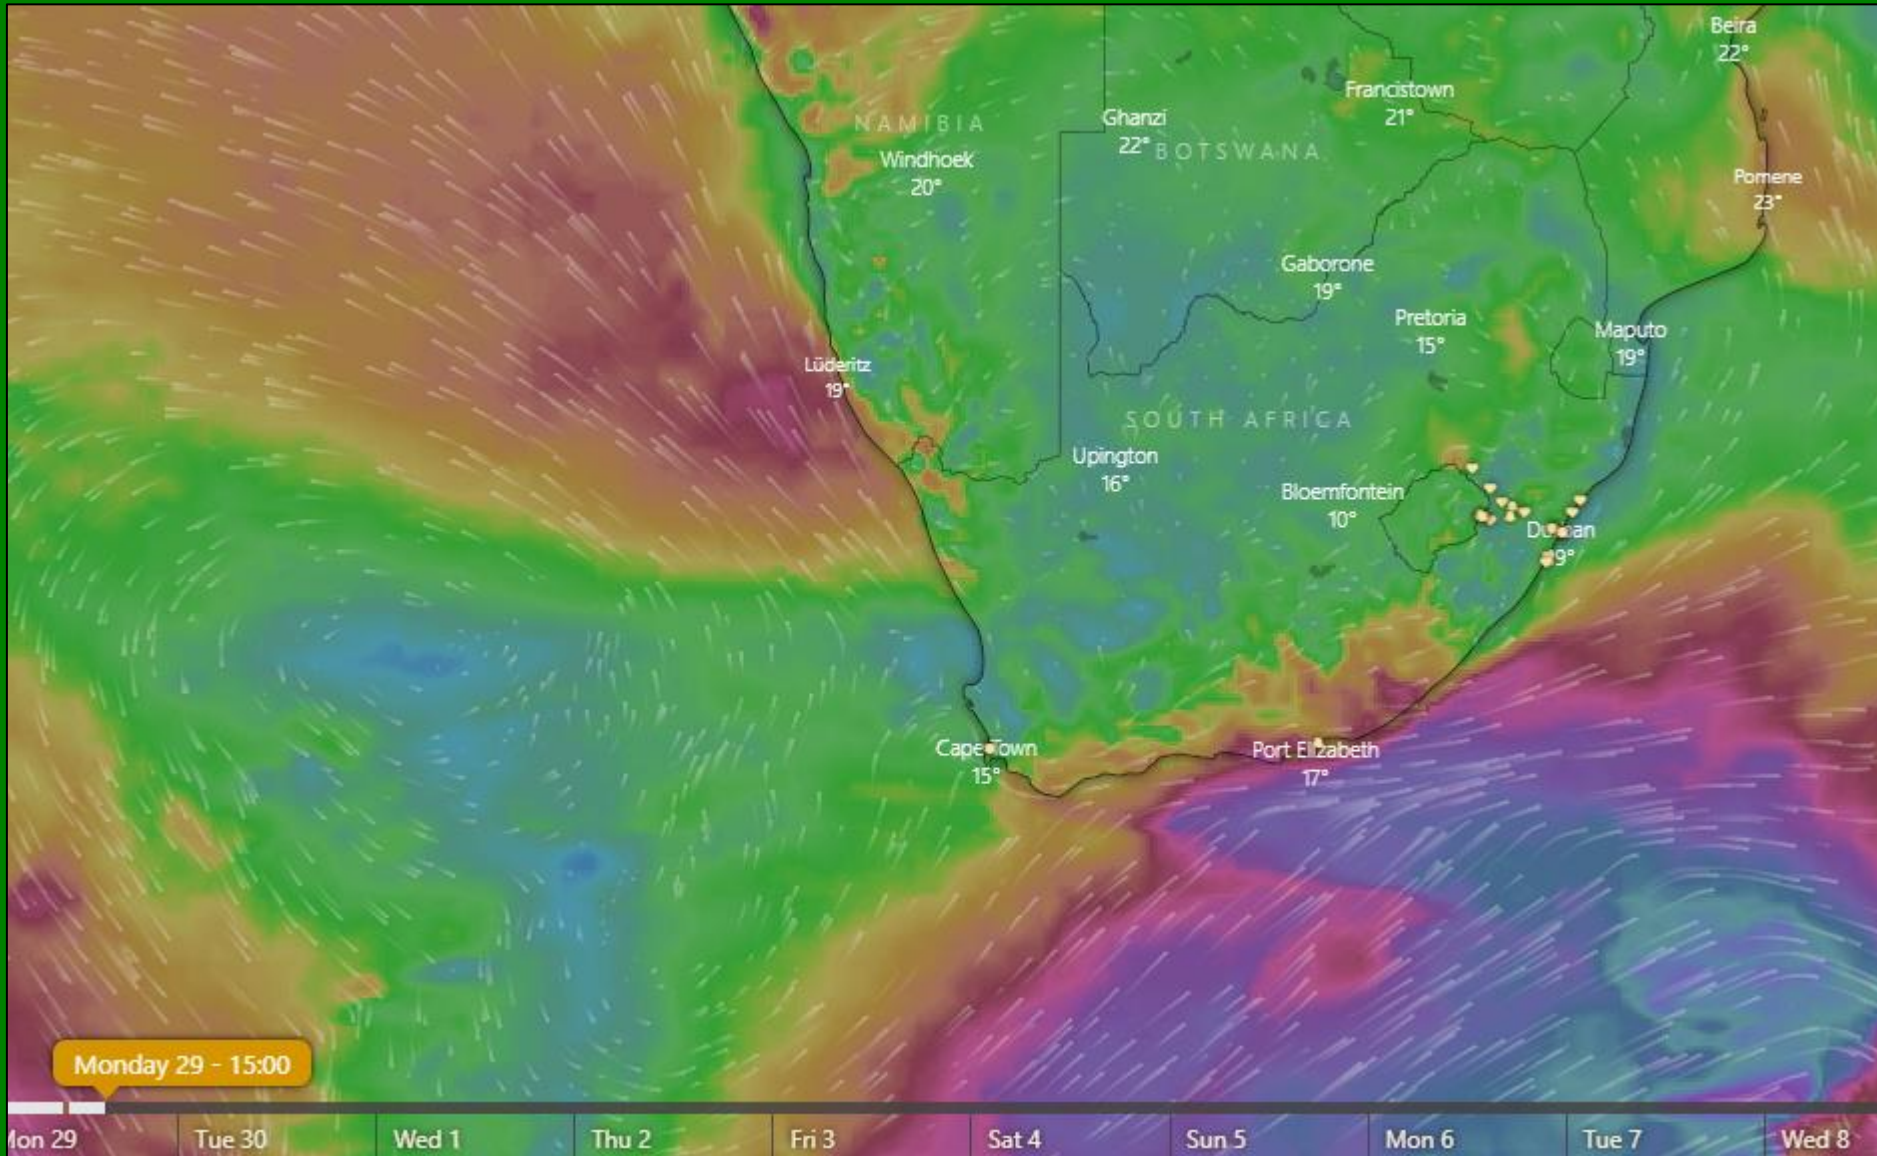 Beira
22°
Francistown
21°
Ghanzi
22°
NAMIBIA
BOTSWANA
Windhoek
20°
Pomene
23°
Gaborone
19°
Pretoria
15°
Maputo
19°
Lüderitz
19°
SOUTH AFRICA
Upington
16°
Bloemfontein
10°
Cape Town
15°
Port Elizabeth
17°
Monday 29 - 15:00
Mon 29
Tue 30
Wed 1
Thu 2
Fri 3
Sat 4
Sun 5
Mon 6
Tue 7
Wed 8